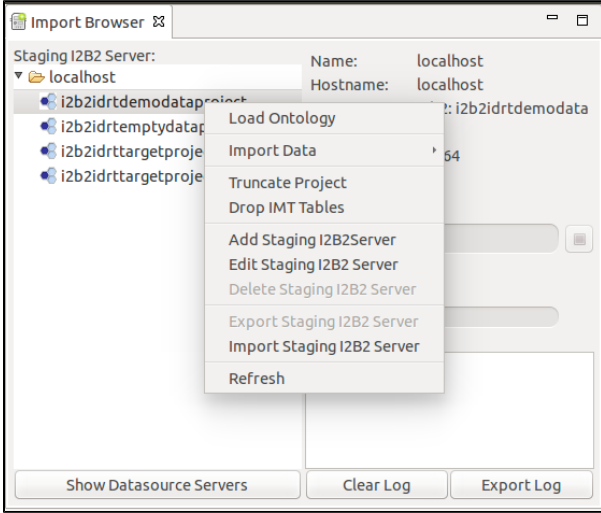 Import Browser
Staging I2B2 Server:
localhost
i2b2idrtdemodataproject
i2b2idrtemptydatap
i2b2idrttargetproje
i2b2idrttargetproje
Name: localhost
Hostname: localhost
: i2b2idrtdemodata
64
Load Ontology
Import Data
Truncate Project
Drop IMT Tables
Add Staging I2B2Server
Edit Staging I2B2 Server
Delete Staging I2B2 Server
Export Staging I2B2 Server
Import Staging I2B2 Server
Refresh
Show Datasource Servers
Clear Log
Export Log